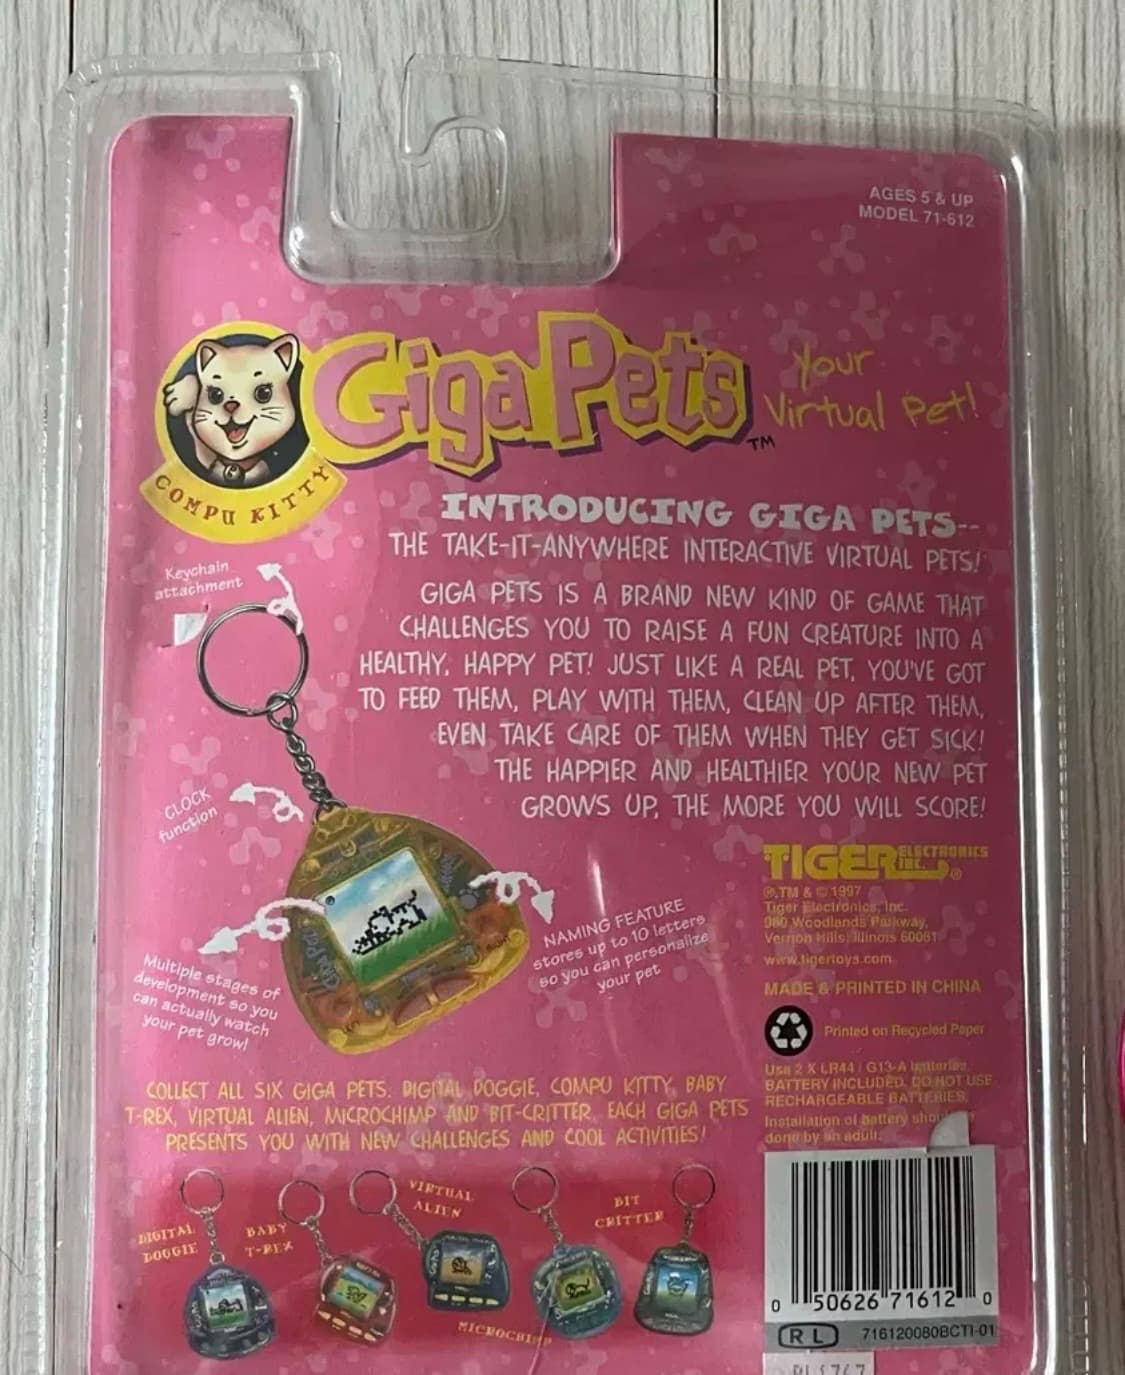 AGES 5 & UP
MODEL 71-612
COMPU KITTY
Giga Pets
TM
Your
Virtual Pet!
INTRODUCING GIGA PETS--
THE TAKE-IT-ANYWHERE INTERACTIVE VIRTUAL PETS!
GIGA PETS IS A BRAND NEW KIND OF GAME THAT
CHALLENGES YOU TO RAISE A FUN CREATURE INTO A
HEALTHY, HAPPY PET! JUST LIKE A REAL PET, YOU'VE GOT
TO FEED THEM, PLAY WITH THEM, CLEAN UP AFTER THEM,
EVEN TAKE CARE OF THEM WHEN THEY GET SICK!
THE HAPPIER AND HEALTHIER YOUR NEW PET
GROWS UP, THE MORE YOU WILL SCORE!
Keychain
attachment
CLOCK
function
Multiple stages of
development so you
can actually watch
your pet grow!
NAMING FEATURE
stores up to 10 letters
so you can personalize
your pet
TIGER ELECTRONICS INC. ®
®,TM & © 1997
Tiger Electronics, Inc.
980 Woodlands Parkway,
Vernon Hills, Illinois 60061
www.tigertoys.com
MADE & PRINTED IN CHINA
Printed on Recycled Paper
Use 2 X LR44 / G13-A batteries
BATTERY INCLUDED. DO NOT USE
RECHARGEABLE BATTERIES.
Installation of battery
done by an adult.
COLLECT ALL SIX GIGA PETS. DIGITAL DOGGIE, COMPU KITTY, BABY
T-REX, VIRTUAL ALIEN, MICROCHIMP AND BIT-CRITTER. EACH GIGA PETS
PRESENTS YOU WITH NEW CHALLENGES AND COOL ACTIVITIES!
DIGITAL
DOGGIE
BABY
T-REX
VIRTUAL
ALIEN
MICROCHIMP
BIT
CRITTER
0 50626 71612 0
RL 716120080BCTI-01